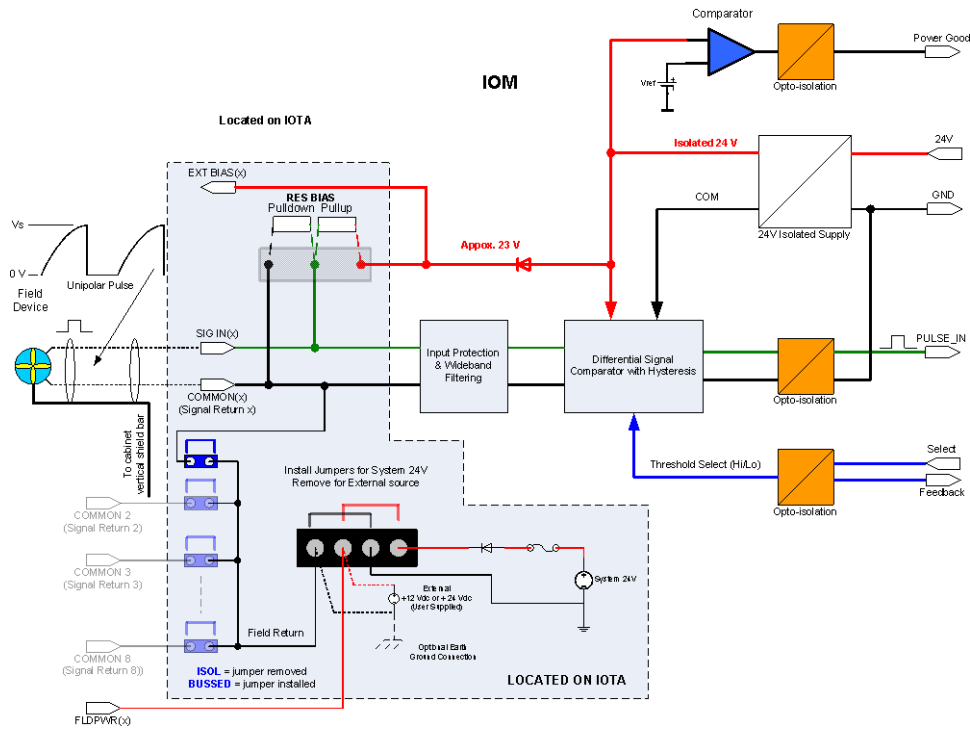 Comparator
Power Good
Vref
Opto-isolation
IOM
Located on IOTA
Isolated 24 V
24V
EXT BIAS(x)
RES BIAS
Pulldown
Pullup
COM
GND
24V Isolated Supply
Vs
Appox. 23 V
0 V
Unipolar Pulse
Field
Device
SIG IN(x)
PULSE_IN
Input Protection
& Wideband
Filtering
Differential Signal
Comparator with Hysteresis
COMMON(x)
(Signal Return x)
Opto-isolation
To cabinet
vertical shield bar
Install Jumpers for System 24V
Remove for External source
Threshold Select (Hi/Lo)
Select
Feedback
Opto-isolation
COMMON 2
(Signal Return 2)
COMMON 3
(Signal Return 3)
External
+12 Vdc or + 24 Vdc
(User Supplied)
System 24V
Field Return
Optional Earth
Ground Connection
COMMON 8
(Signal Return 8))
ISOL = jumper removed
BUSSED = jumper installed
LOCATED ON IOTA
FLDPWR(x)